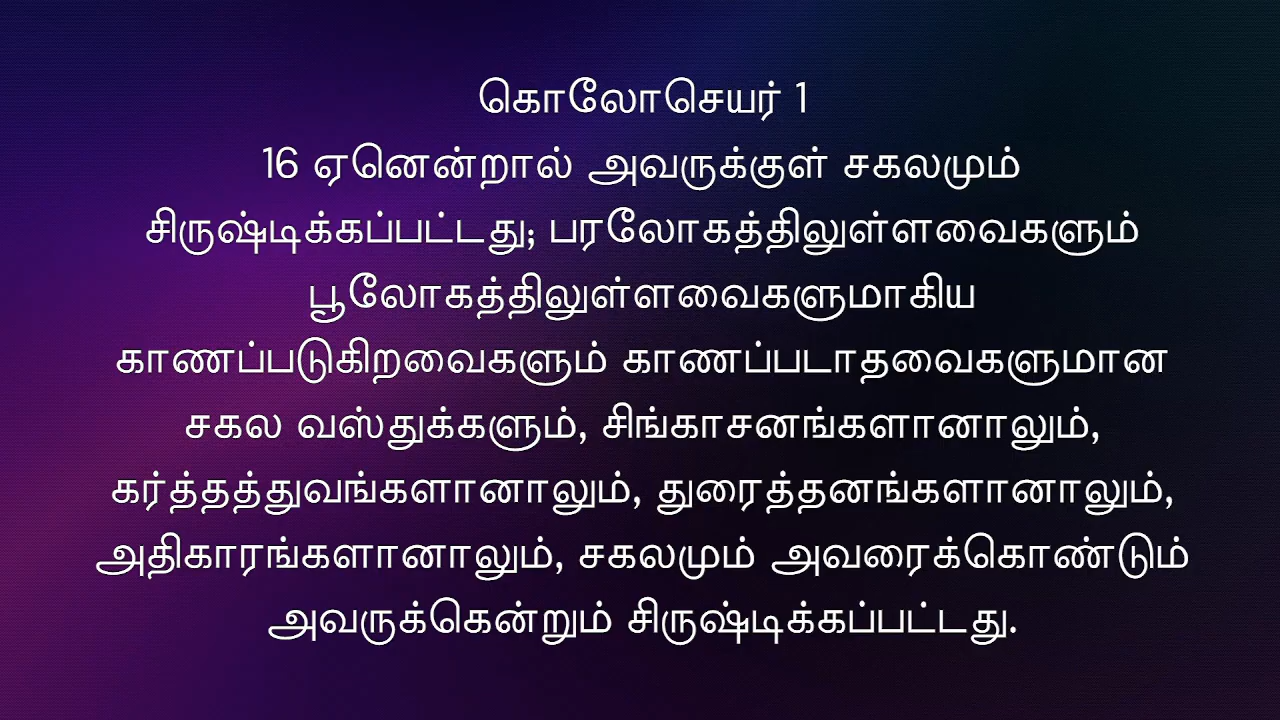 கொலோசெயர் 1
16 ஏனென்றால் அவருக்குள் சகலமும்
சிருஷ்டிக்கப்பட்டது; பரலோகத்திலுள்ளவைகளும்
பூலோகத்திலுள்ளவைகளுமாகிய
காணப்படுகிறவைகளும் காணப்படாதவைகளுமான
சகல வஸ்துக்களும், சிங்காசனங்களானாலும்,
கர்த்தத்துவங்களானாலும், துரைத்தனங்களானாலும்,
அதிகாரங்களானாலும், சகலமும் அவரைக்கொண்டும்
அவருக்கென்றும் சிருஷ்டிக்கப்பட்டது.